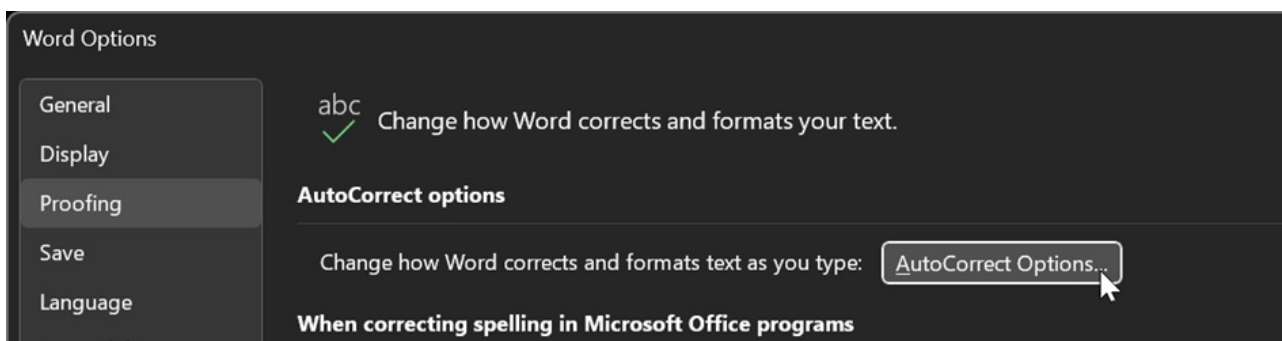 Word Options
General
Display
Proofing
Save
Language
abc
Change how Word corrects and formats your text.
AutoCorrect options
Change how Word corrects and formats text as you type:
AutoCorrect Options...
When correcting spelling in Microsoft Office programs